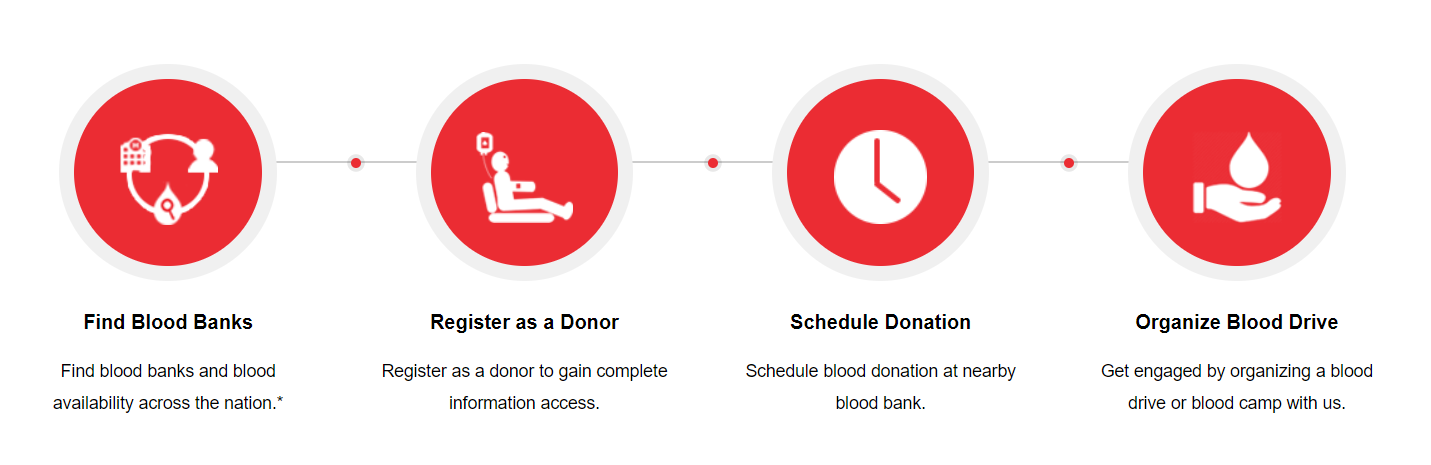 Find Blood Banks
Find blood banks and blood
availability across the nation.*
Register as a Donor
Register as a donor to gain complete
information access.
Schedule Donation
Schedule blood donation at nearby
blood bank.
Organize Blood Drive
Get engaged by organizing a blood
drive or blood camp with us.